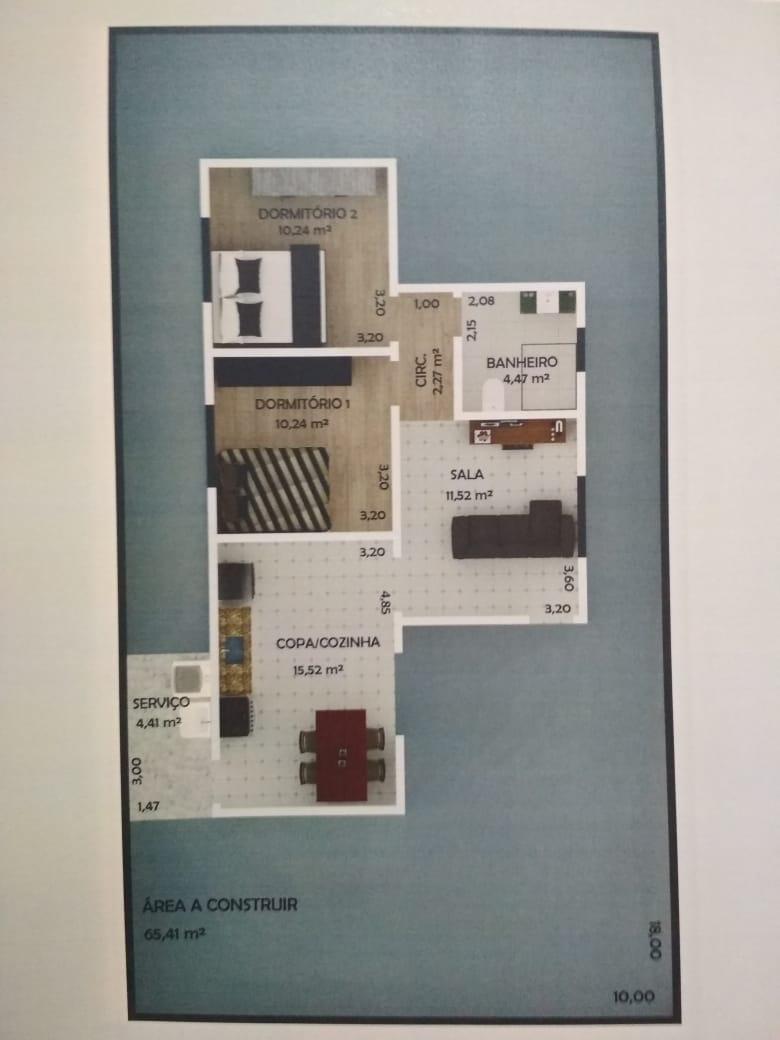 DORMITÓRIO 2
10,24 m²
3,20
3,20
1,00
2,08
2,15
BANHEIRO
4,47 m²
CIRC.
2,27 m²
DORMITÓRIO 1
10,24 m²
3,20
3,20
SALA
11,52 m²
3,60
3,20
3,20
4,85
COPA/COZINHA
15,52 m²
SERVIÇO
4,41 m²
3,00
1,47
ÁREA A CONSTRUIR
65,41 m²
18,00
10,00